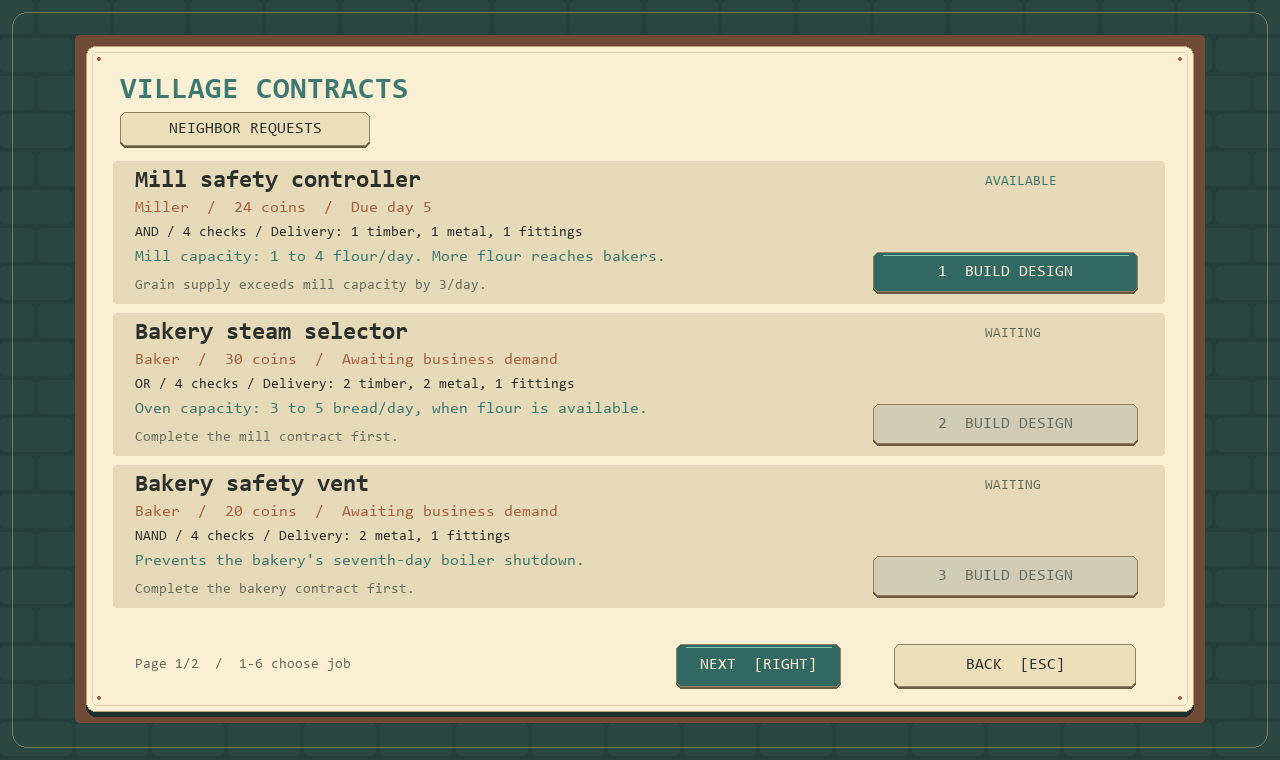 VILLAGE CONTRACTS
NEIGHBOR REQUESTS
Mill safety controller
AVAILABLE
Miller / 24 coins / Due day 5
AND / 4 checks / Delivery: 1 timber, 1 metal, 1 fittings
Mill capacity: 1 to 4 flour/day. More flour reaches bakers.
1 BUILD DESIGN
Grain supply exceeds mill capacity by 3/day.
Bakery steam selector
WAITING
Baker / 30 coins / Awaiting business demand
OR / 4 checks / Delivery: 2 timber, 2 metal, 1 fittings
Oven capacity: 3 to 5 bread/day, when flour is available.
2 BUILD DESIGN
Complete the mill contract first.
Bakery safety vent
WAITING
Baker / 20 coins / Awaiting business demand
NAND / 4 checks / Delivery: 2 metal, 1 fittings
Prevents the bakery's seventh-day boiler shutdown.
3 BUILD DESIGN
Complete the bakery contract first.
Page 1/2 / 1-6 choose job
NEXT [RIGHT]
BACK [ESC]